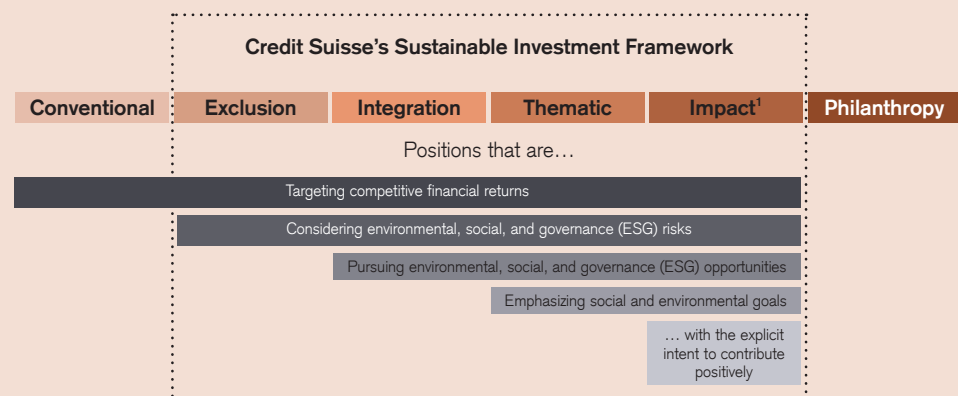 Credit Suisse's Sustainable Investment Framework
Conventional Exclusion Integration Thematic Impact¹ Philanthropy
Positions that are…
Targeting competitive financial returns
Considering environmental, social, and governance (ESG) risks
Pursuing environmental, social, and governance (ESG) opportunities
Emphasizing social and environmental goals
… with the explicit
intent to contribute
positively